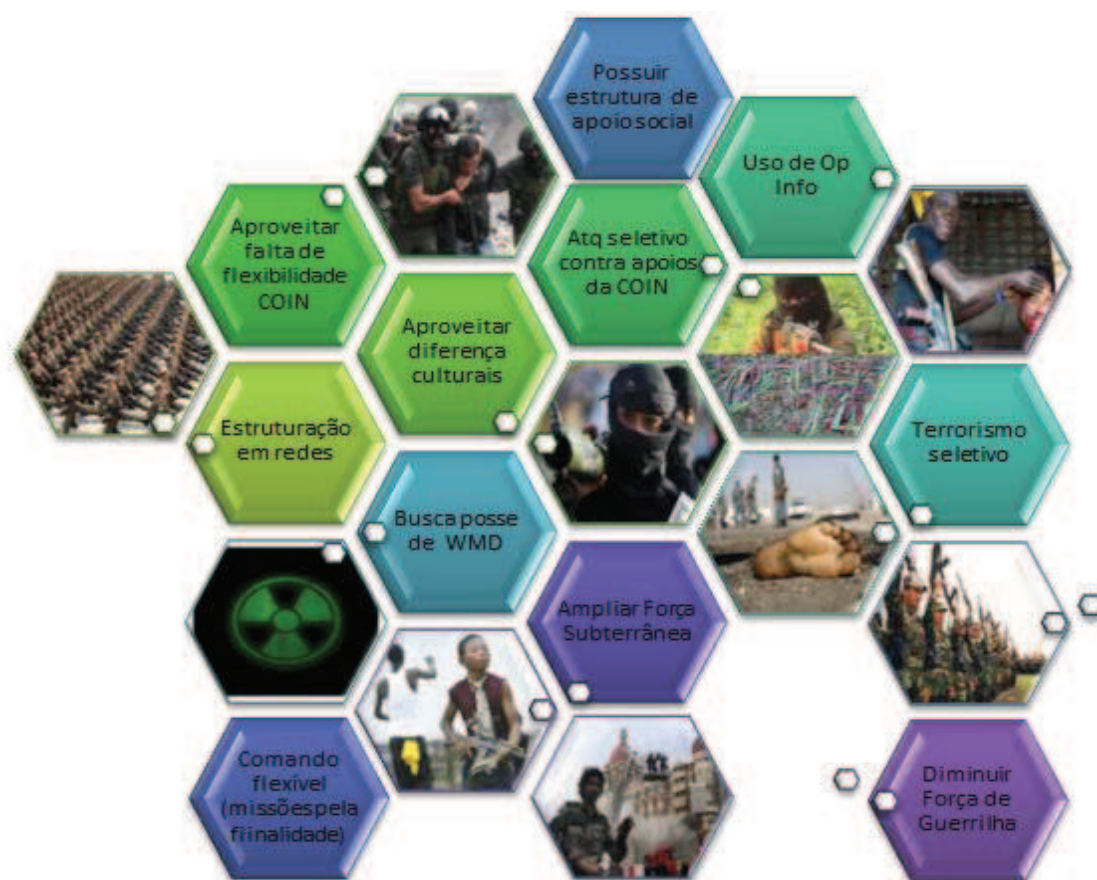 Possuir
estrutura de
apoio social
Uso de Op
Info
Aproveitar
falta de
flexibilidade
COIN
Atq seletivo
contra apoios
da COIN
Aproveitar
diferença
culturais
Estruturação
em redes
Terrorismo
seletivo
Busca posse
de WMD
Ampliar Força
Subterrânea
Comando
flexível
(missões pela
fiinalidade)
Diminuir
Força de
Guerrilha